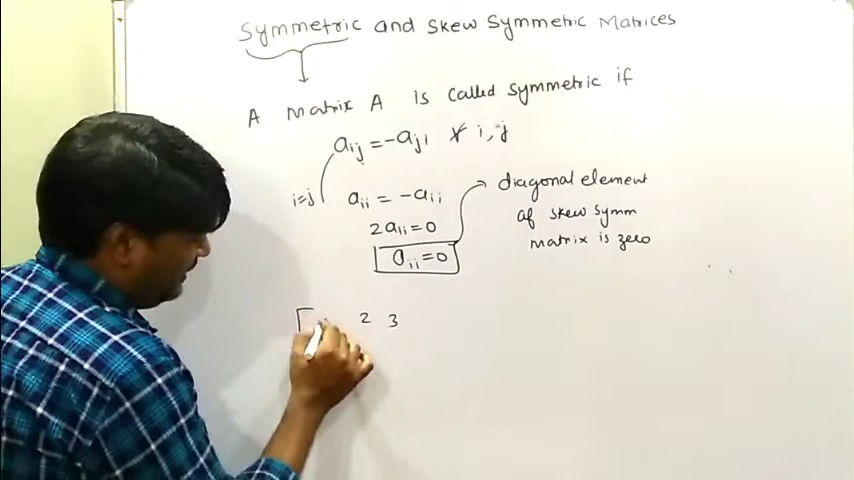 Symmetric and Skew Symmetric Matrices
A matrix A is called symmetric if
aij = -aji ∀ i, j
i=j
aii = -aii
2aii = 0
aii = 0
diagonal element
of skew symm
matrix is zero
2 3